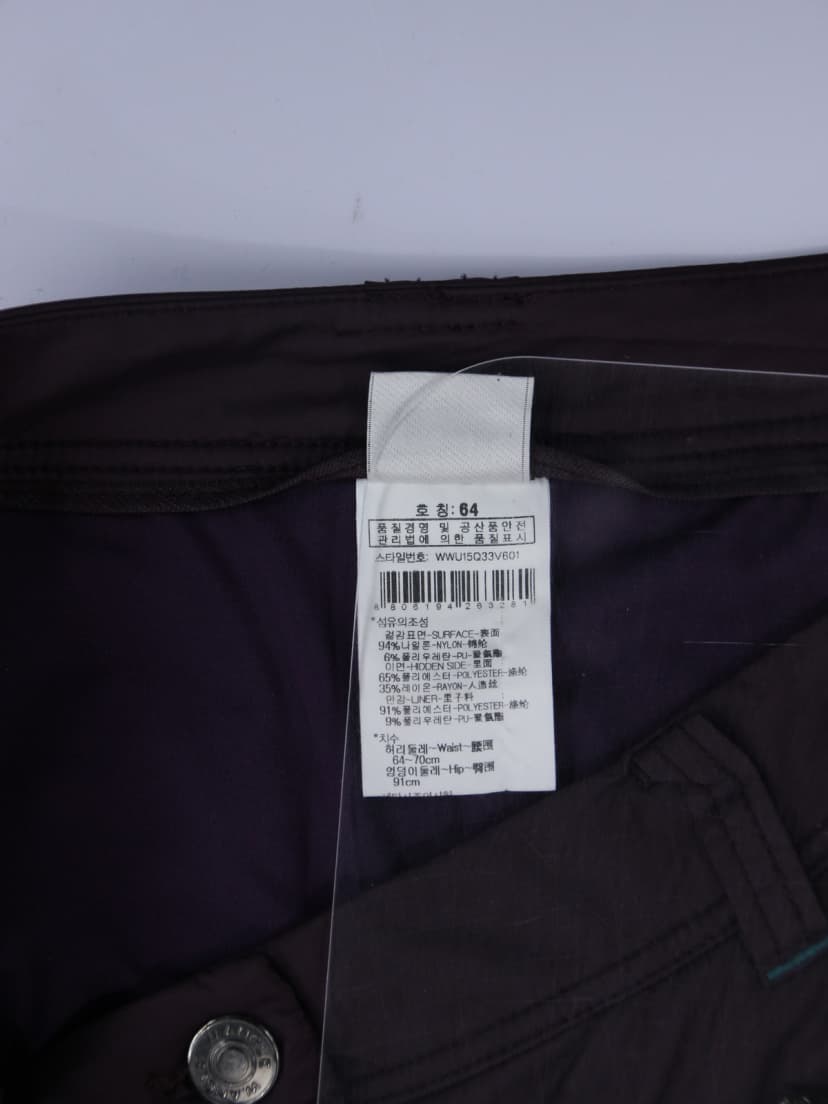 호 칭: 64
품질경영 및 공산품안전
관리법에 의한 품질표시
스타일번호: WWU15Q33V601
8 806194 263281
*섬유의조성
겉감표면-SURFACE-表面
94%나일론-NYLON-锦纶
6%폴리우레탄-PU-聚氨酯
이면-HIDDEN SIDE-里面
65%폴리에스터-POLYESTER-涤纶
35%레이온-RAYON-人造丝
안감-LINER-里子料
91%폴리에스터-POLYESTER-涤纶
9%폴리우레탄-PU-聚氨酯
*치수
허리둘레~Waist~腰围
64~70cm
엉덩이둘레~Hip~臀围
91cm